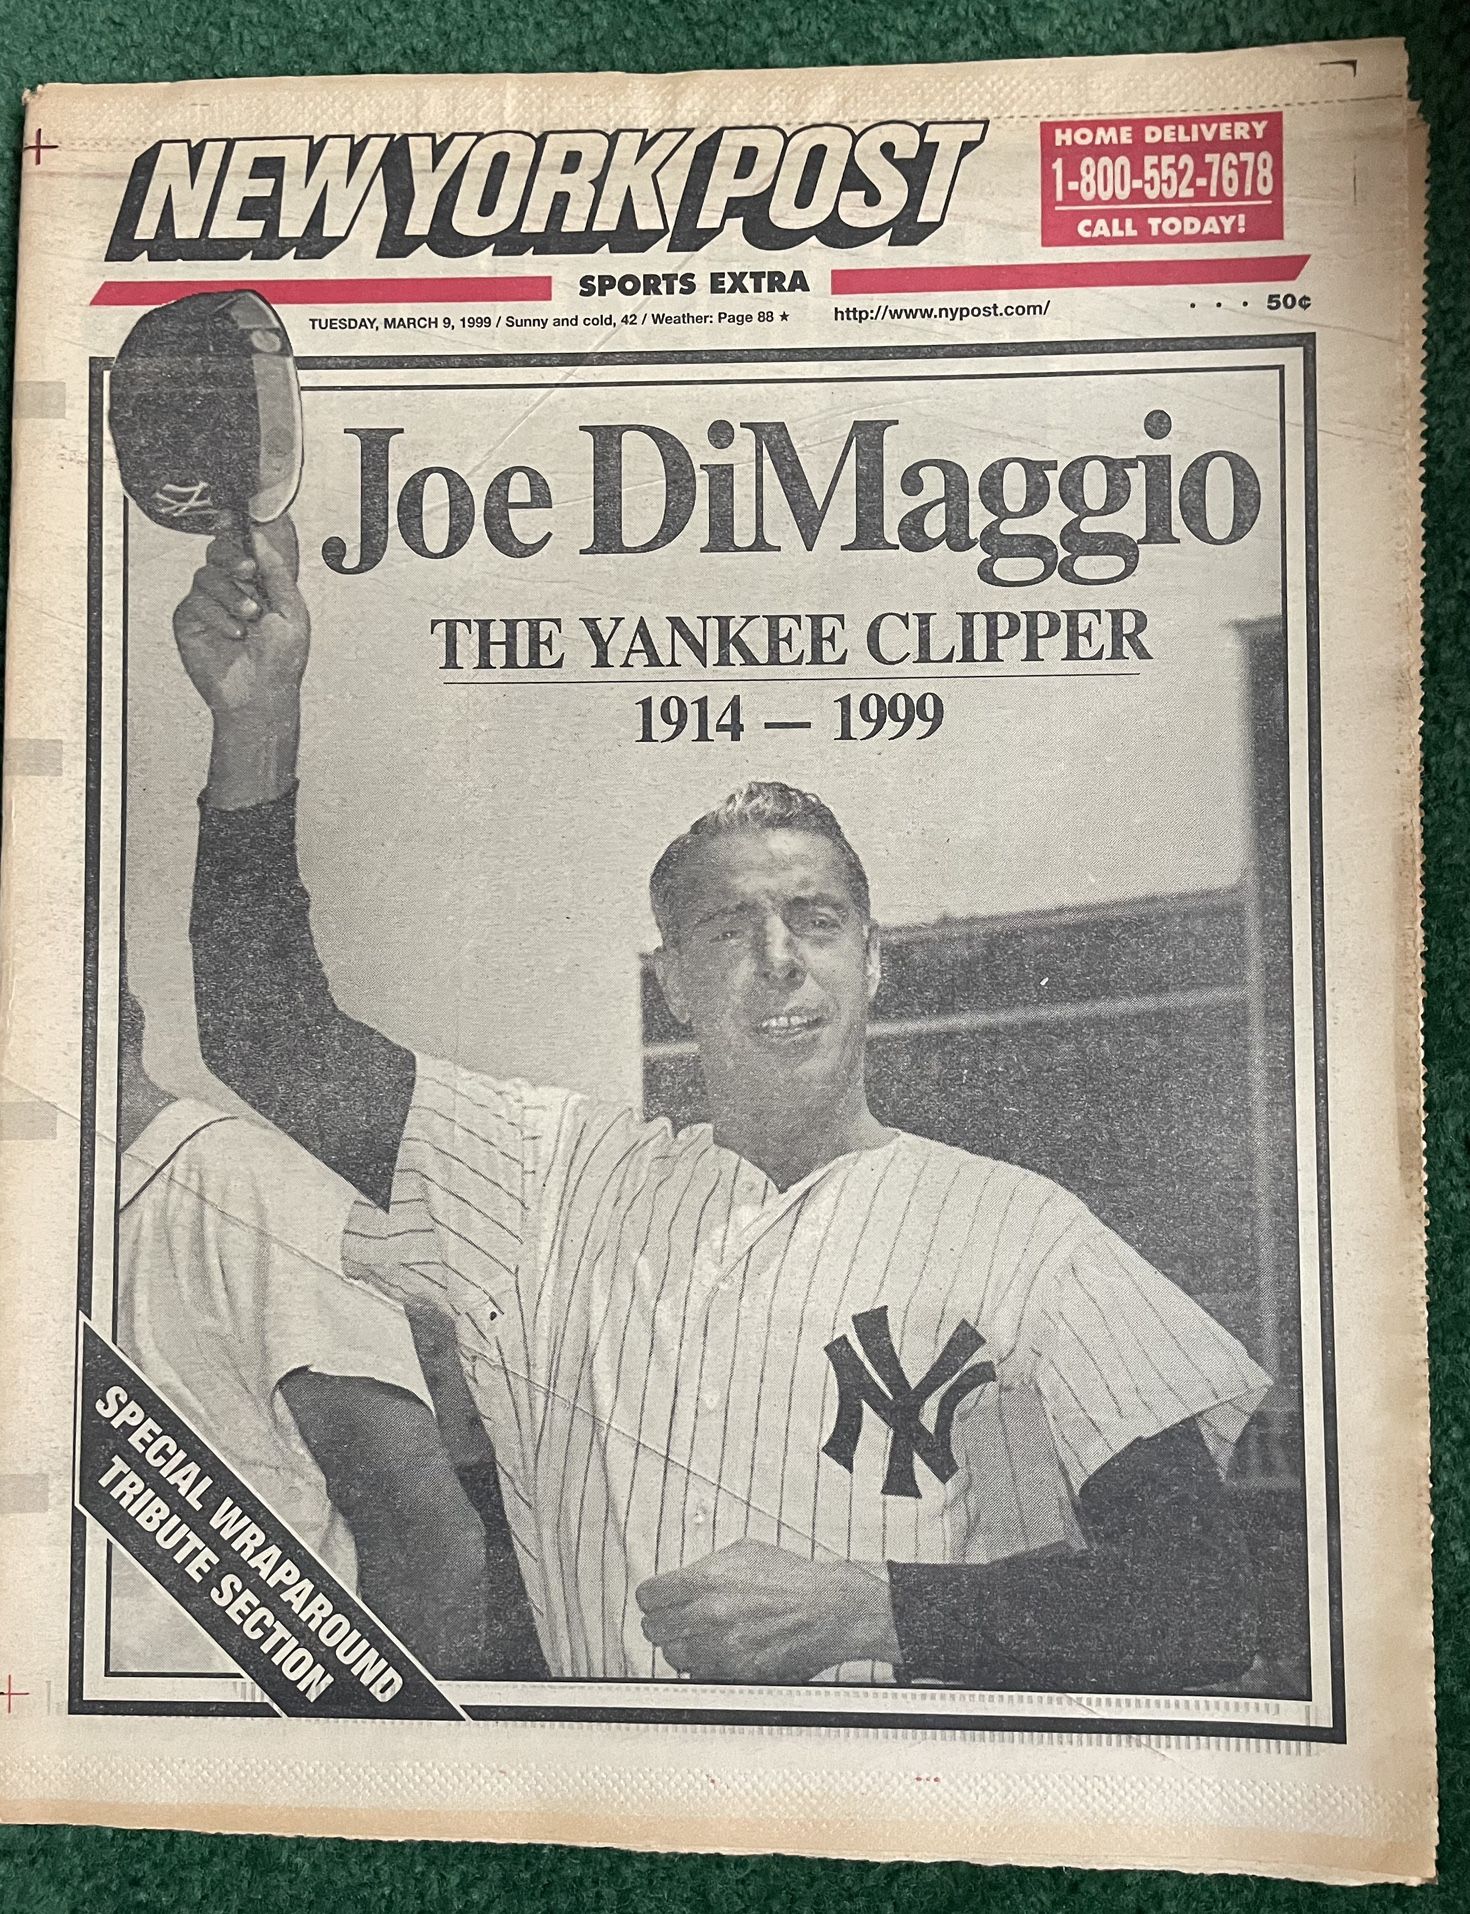 NEW YORK POST
HOME DELIVERY
1-800-552-7678
CALL TODAY!
SPORTS EXTRA
TUESDAY, MARCH 9, 1999 / Sunny and cold, 42 / Weather: Page 88 ★
http://www.nypost.com/
• • • 50¢
Joe DiMaggio
THE YANKEE CLIPPER
1914 — 1999
NY
NY
SPECIAL WRAPAROUND
TRIBUTE SECTION